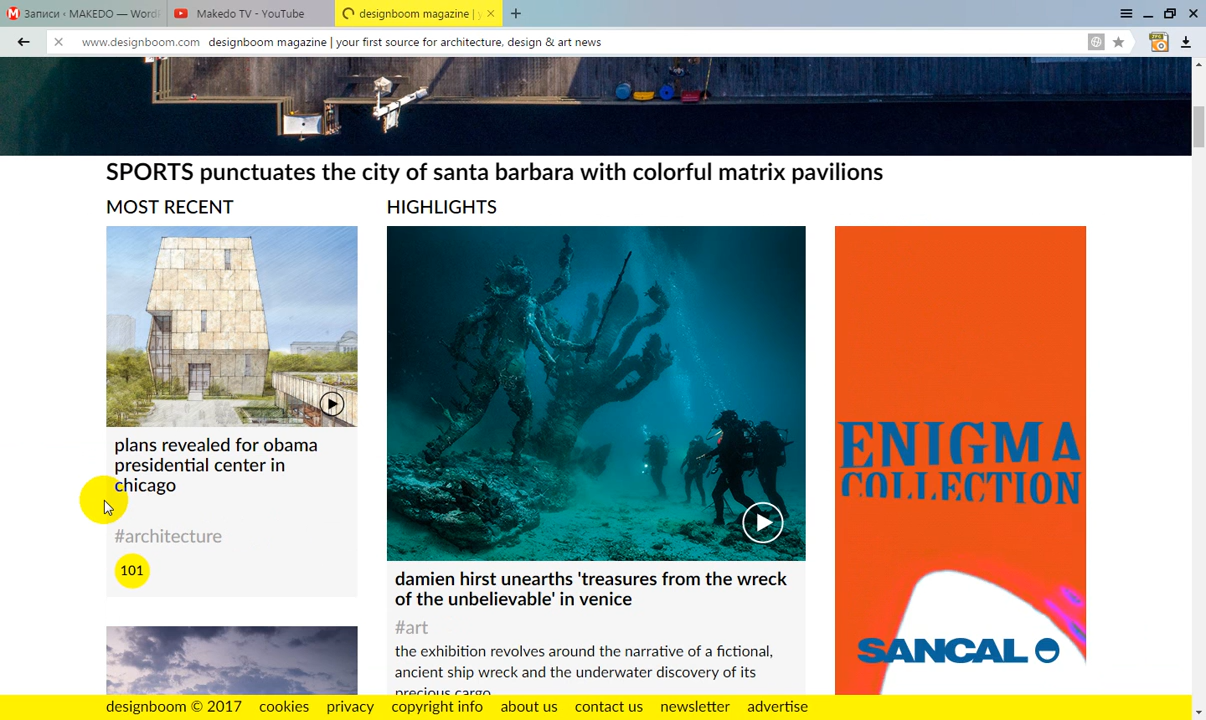 Записи ‹ MAKEDO — Word
Makedo TV - YouTube
designboom magazine | y
www.designboom.com designboom magazine | your first source for architecture, design & art news
SPORTS punctuates the city of santa barbara with colorful matrix pavilions
MOST RECENT
plans revealed for obama
presidential center in
chicago
#architecture
101
HIGHLIGHTS
damien hirst unearths 'treasures from the wreck
of the unbelievable' in venice
#art
the exhibition revolves around the narrative of a fictional,
ancient ship wreck and the underwater discovery of its
precious cargo
ENIGMA
COLLECTION
SANCAL
designboom © 2017 cookies privacy copyright info about us contact us newsletter advertise